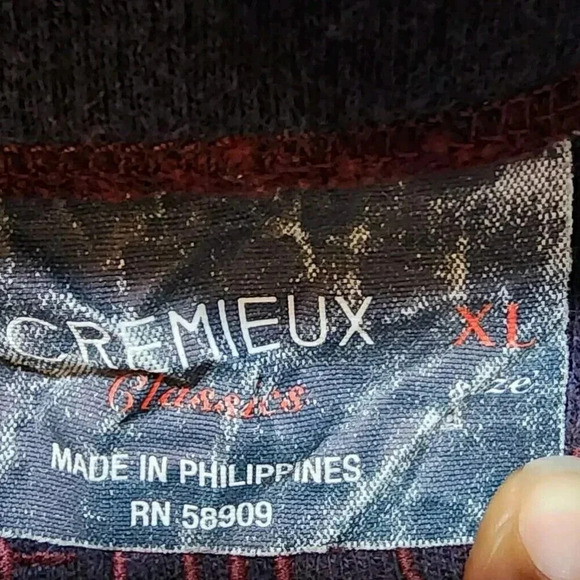 CREMIEUX XL
Classics
MADE IN PHILIPPINES
RN 58909